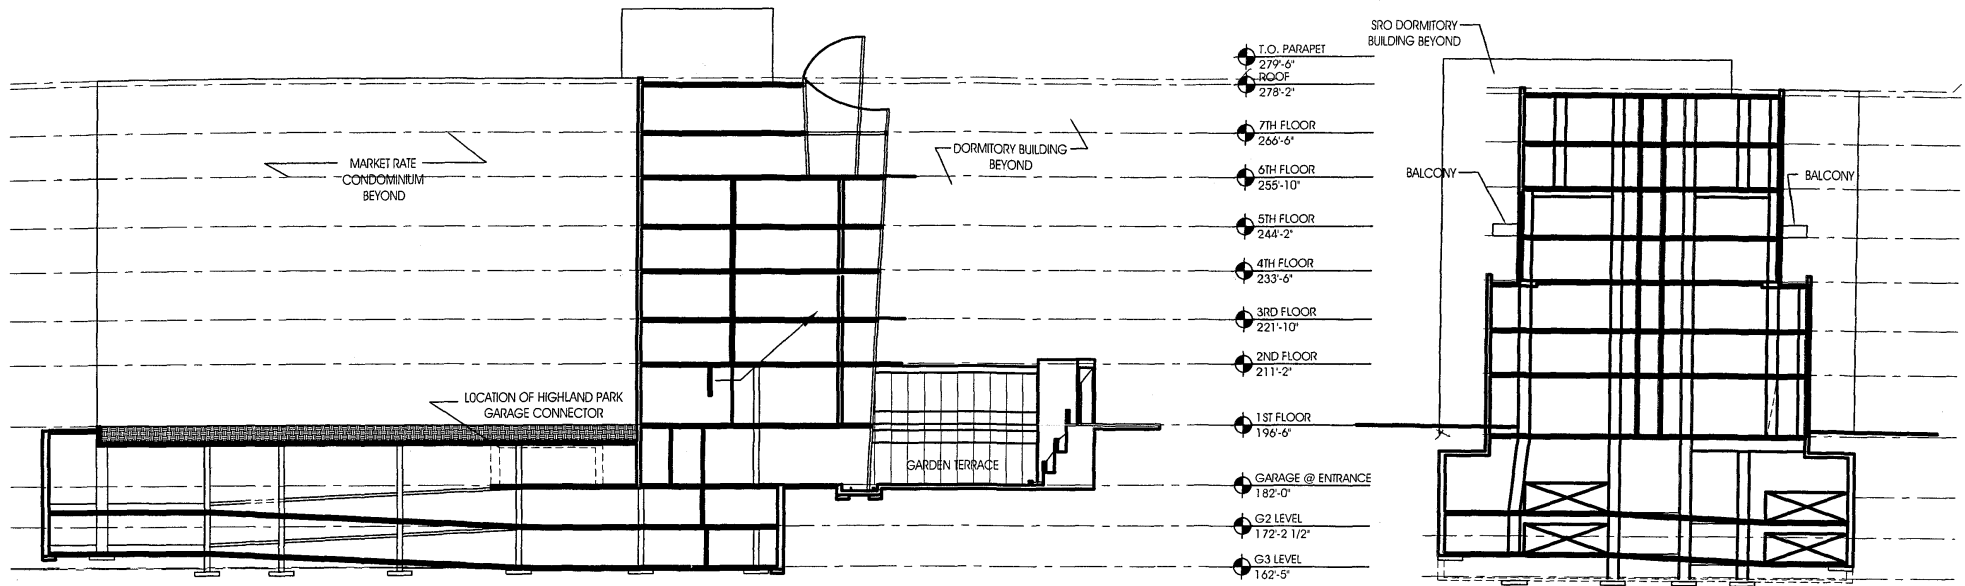 MARKET RATE
CONDOMINIUM
BEYOND
DORMITORY BUILDING
BEYOND
LOCATION OF HIGHLAND PARK
GARAGE CONNECTOR
GARDEN TERRACE
T.O. PARAPET
279'-6"
ROOF
278'-2"
7TH FLOOR
266'-6"
6TH FLOOR
255'-10"
5TH FLOOR
244'-2"
4TH FLOOR
233'-6"
3RD FLOOR
221'-10"
2ND FLOOR
211'-2"
1ST FLOOR
196'-6"
GARAGE @ ENTRANCE
182'-0"
G2 LEVEL
172'-2 1/2"
G3 LEVEL
162'-5"
SRO DORMITORY
BUILDING BEYOND
BALCONY
BALCONY